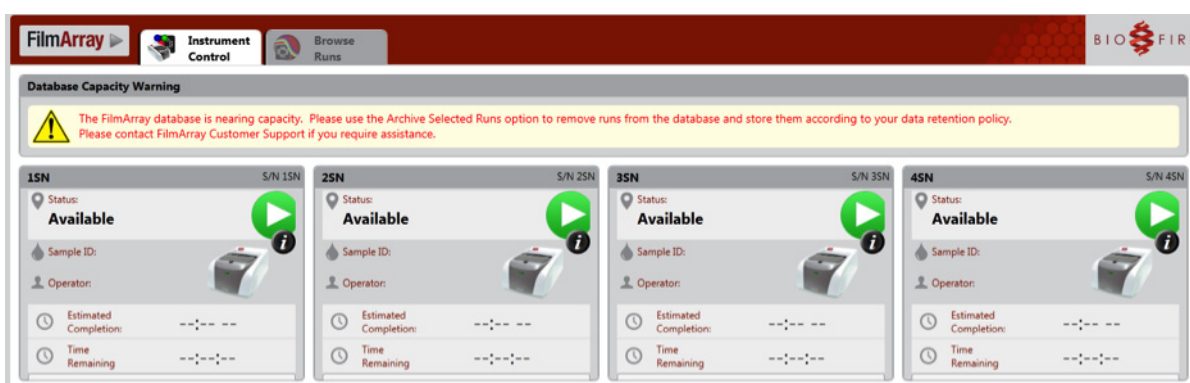 FilmArray
Instrument
Control
Browse
Runs
BIO FIR
Database Capacity Warning
The FilmArray database is nearing capacity. Please use the Archive Selected Runs option to remove runs from the database and store them according to your data retention policy.
Please contact FilmArray Customer Support if you require assistance.
1SN S/N 1SN
Status:
Available
Sample ID:
Operator:
Estimated
Completion: --:-- --
Time
Remaining --:--:--
2SN S/N 2SN
Status:
Available
Sample ID:
Operator:
Estimated
Completion: --:-- --
Time
Remaining --:--:--
3SN S/N 3SN
Status:
Available
Sample ID:
Operator:
Estimated
Completion: --:-- --
Time
Remaining --:--:--
4SN S/N 4SN
Status:
Available
Sample ID:
Operator:
Estimated
Completion: --:-- --
Time
Remaining --:--:--